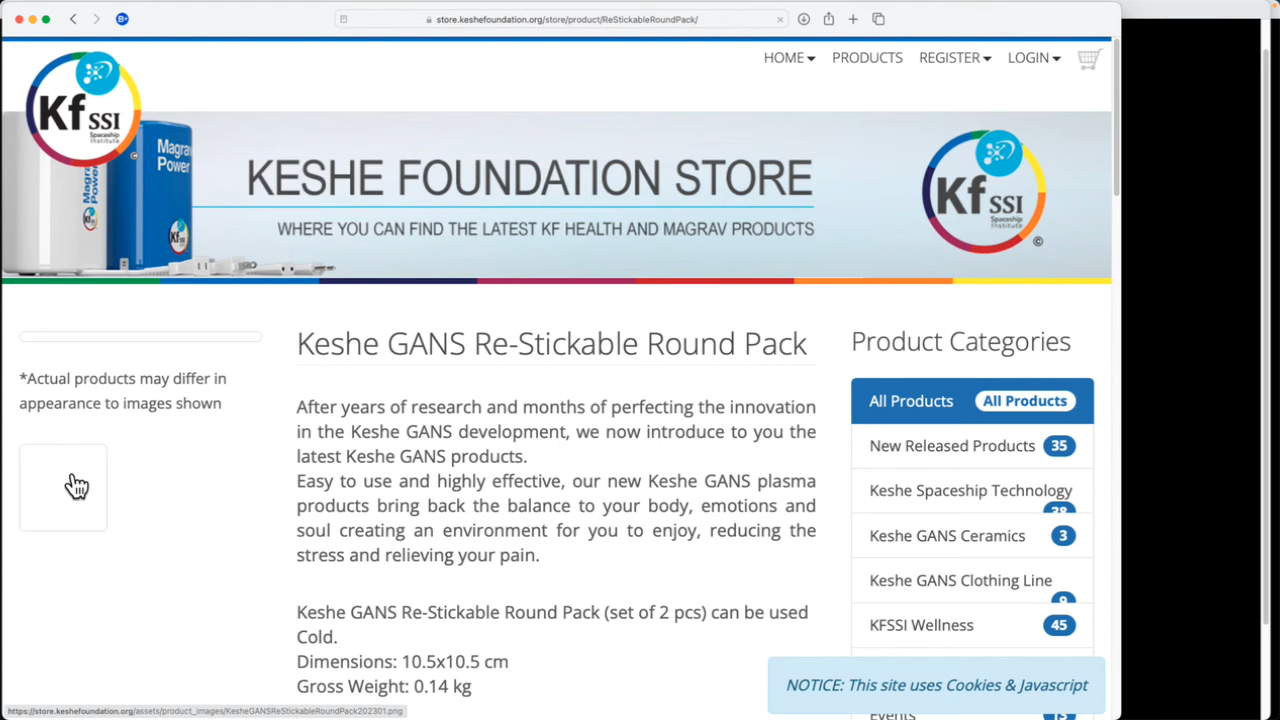 store.keshefoundation.org/store/product/ReStickableRoundPack/
HOME PRODUCTS REGISTER LOGIN
Kf SSI
Spaceship
Institute
©
Magrav
Power
Magrav
Power
KESHE FOUNDATION STORE
WHERE YOU CAN FIND THE LATEST KF HEALTH AND MAGRAV PRODUCTS
Kf SSI
Spaceship
Institute
©
*Actual products may differ in
appearance to images shown
Keshe GANS Re-Stickable Round Pack
After years of research and months of perfecting the innovation
in the Keshe GANS development, we now introduce to you the
latest Keshe GANS products.
Easy to use and highly effective, our new Keshe GANS plasma
products bring back the balance to your body, emotions and
soul creating an environment for you to enjoy, reducing the
stress and relieving your pain.
Keshe GANS Re-Stickable Round Pack (set of 2 pcs) can be used
Cold.
Dimensions: 10.5x10.5 cm
Gross Weight: 0.14 kg
Product Categories
All Products All Products
New Released Products 35
Keshe Spaceship Technology
38
Keshe GANS Ceramics 3
Keshe GANS Clothing Line
9
KFSSI Wellness 45
NOTICE: This site uses Cookies & Javascript
Events 13
https://store.keshefoundation.org/assets/product_images/KesheGANSReStickableRoundPack202301.png